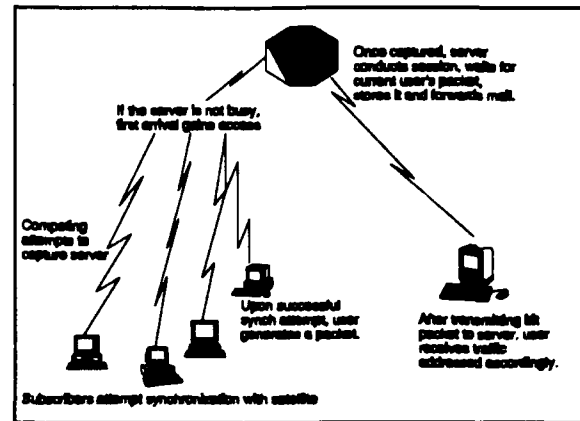 Once captured, server
conducts session, waits for
current user's packet,
stores it and forwards mail.
If the server is not busy,
first arrival gains access
Competing
attempts to
capture server
Upon successful
synch attempt, user
generates a packet.
After transmitting
packet to server, user
receives traffic
addressed accordingly.
Subscribers attempt synchronization with satellite